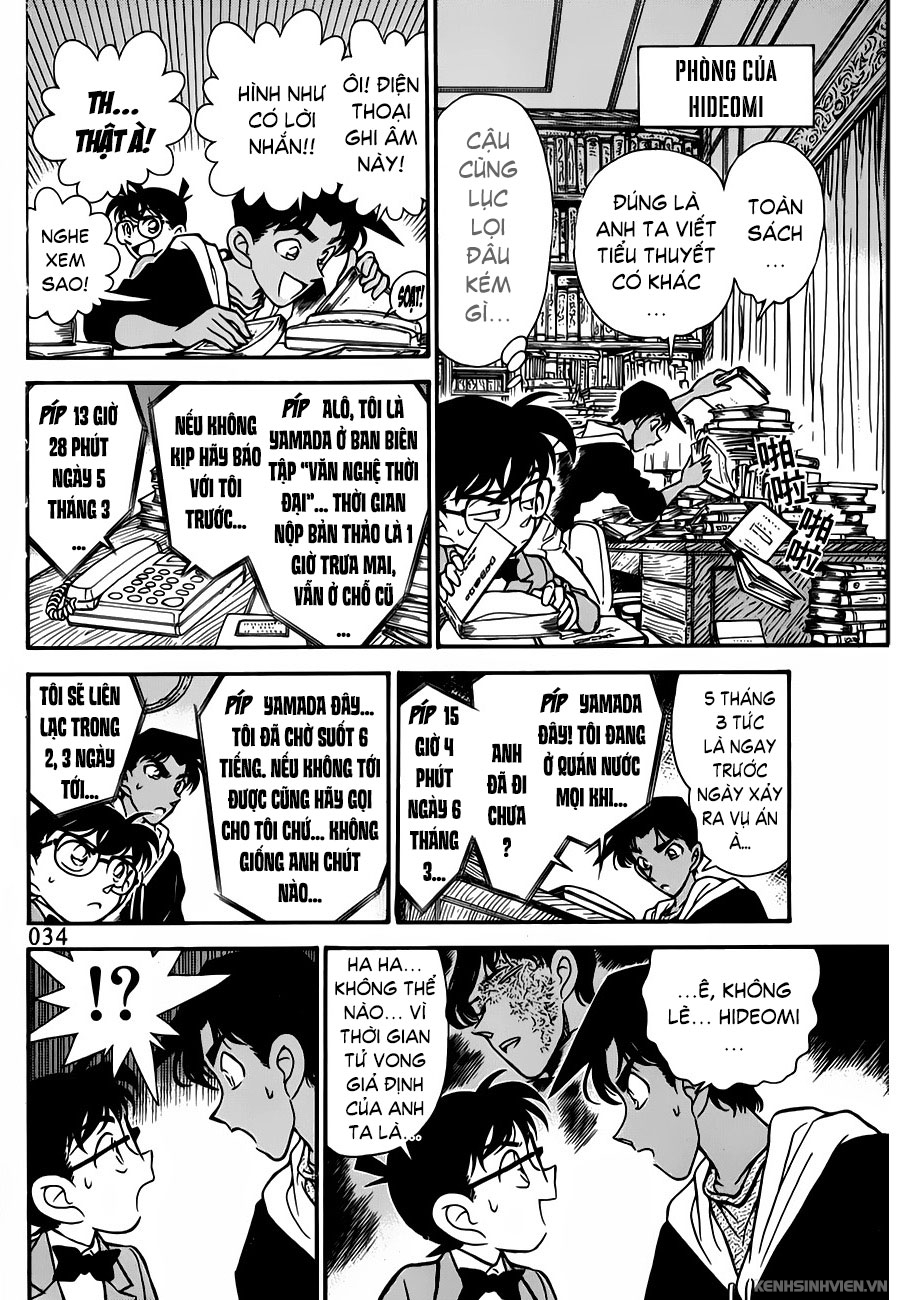 PHÒNG CỦA
HIDEOMI
TOÀN
SÁCH
...
ĐÚNG LÀ
ANH TA VIẾT
TIỂU THUYẾT
CÓ KHÁC
...
CẬU
CŨNG
LỤC
LỌI
ĐÂU
KÉM
GÌ...
啪
啦
啪
啦
ÔI! ĐIỆN
THOẠI
GHI ÂM
NÀY!
HÌNH NHƯ
CÓ LỜI
NHẮN!!
SOẠT!
TH...
THẬT À!
NGHE
XEM
SAO!
PÍP ALÔ, TÔI LÀ
YAMADA Ở BAN BIÊN
TẬP "VĂN NGHỆ THỜI
ĐẠI"... THỜI GIAN
NỘP BẢN THẢO LÀ 1
GIỜ TRƯA MAI,
VẪN Ở CHỖ CŨ
...
NẾU KHÔNG
KỊP HÃY BÁO
VỚI TÔI
TRƯỚC...
PÍP 13 GIỜ
28 PHÚT
NGÀY 5
THÁNG 3
...
5 THÁNG
3 TỨC
LÀ NGAY
TRƯỚC
NGÀY XẢY
RA VỤ ÁN
À...
PÍP YAMADA
ĐÂY! TÔI ĐANG
Ở QUÁN NƯỚC
MỌI KHI...
ANH
ĐÃ ĐI
CHƯA
?
PÍP 15
GIỜ 4
PHÚT
NGÀY 6
THÁNG
3...
PÍP YAMADA ĐÂY...
TÔI ĐÃ CHỜ SUỐT 6
TIẾNG. NẾU KHÔNG TỚI
ĐƯỢC CŨNG HÃY GỌI
CHO TÔI CHỨ... KHÔNG
GIỐNG ANH CHÚT
NÀO...
TÔI SẼ LIÊN
LẠC TRONG
2, 3 NGÀY
TỚI...
034
...Ê, KHÔNG
LẼ... HIDEOMI
...
HA HA...
KHÔNG THỂ
NÀO... VÌ
THỜI GIAN
TỬ VONG
GIẢ ĐỊNH
CỦA ANH
TA LÀ...
!?
KENHSINHVIEN.VN